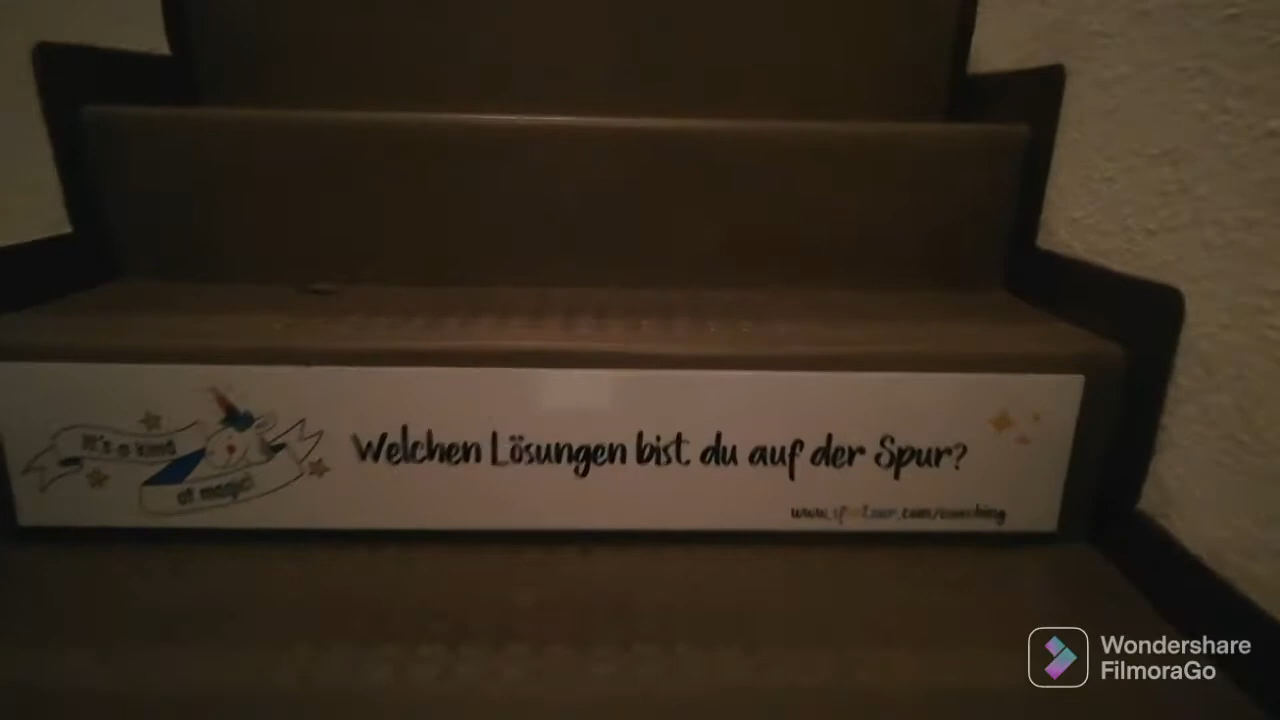 it's a kind
of magic!
Welchen Lösungen bist du auf der Spur?
Wondershare
FilmoraGo